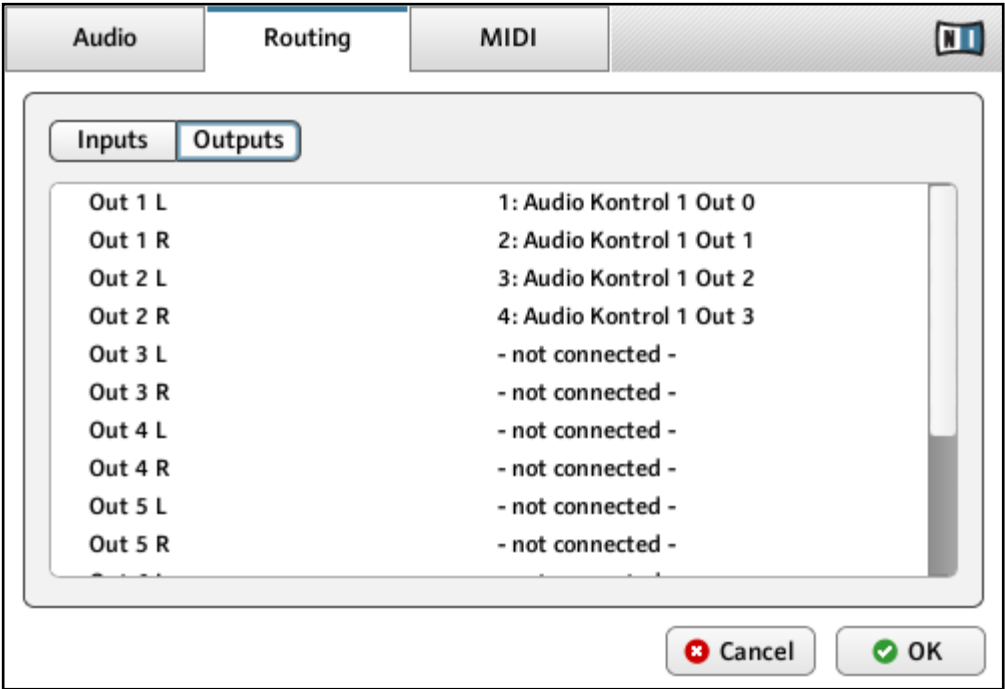 Audio Routing MIDI NI
Inputs Outputs
Out 1 L 1: Audio Kontrol 1 Out 0
Out 1 R 2: Audio Kontrol 1 Out 1
Out 2 L 3: Audio Kontrol 1 Out 2
Out 2 R 4: Audio Kontrol 1 Out 3
Out 3 L - not connected -
Out 3 R - not connected -
Out 4 L - not connected -
Out 4 R - not connected -
Out 5 L - not connected -
Out 5 R - not connected -
Cancel OK